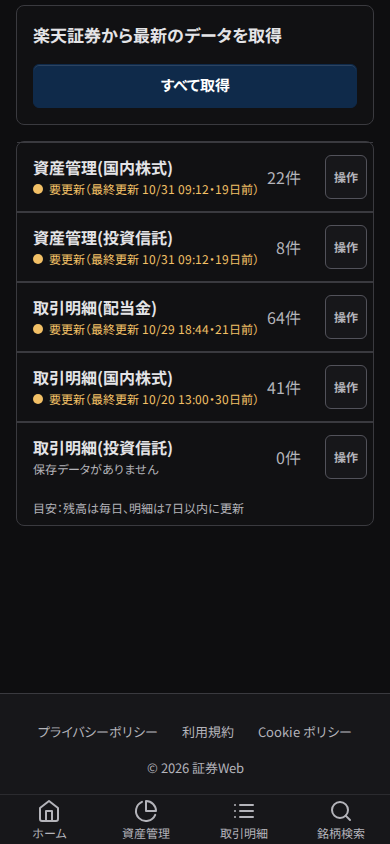 楽天証券から最新のデータを取得
すべて取得
資産管理(国内株式)
要更新(最終更新 10/31 09:12・19日前)
22件
操作
資産管理(投資信託)
要更新(最終更新 10/31 09:12・19日前)
8件
操作
取引明細(配当金)
要更新(最終更新 10/29 18:44・21日前)
64件
操作
取引明細(国内株式)
要更新(最終更新 10/20 13:00・30日前)
41件
操作
取引明細(投資信託)
保存データがありません
0件
操作
目安:残高は毎日、明細は7日以内に更新
プライバシーポリシー
利用規約
Cookie ポリシー
© 2026 証券Web
ホーム
資産管理
取引明細
銘柄検索